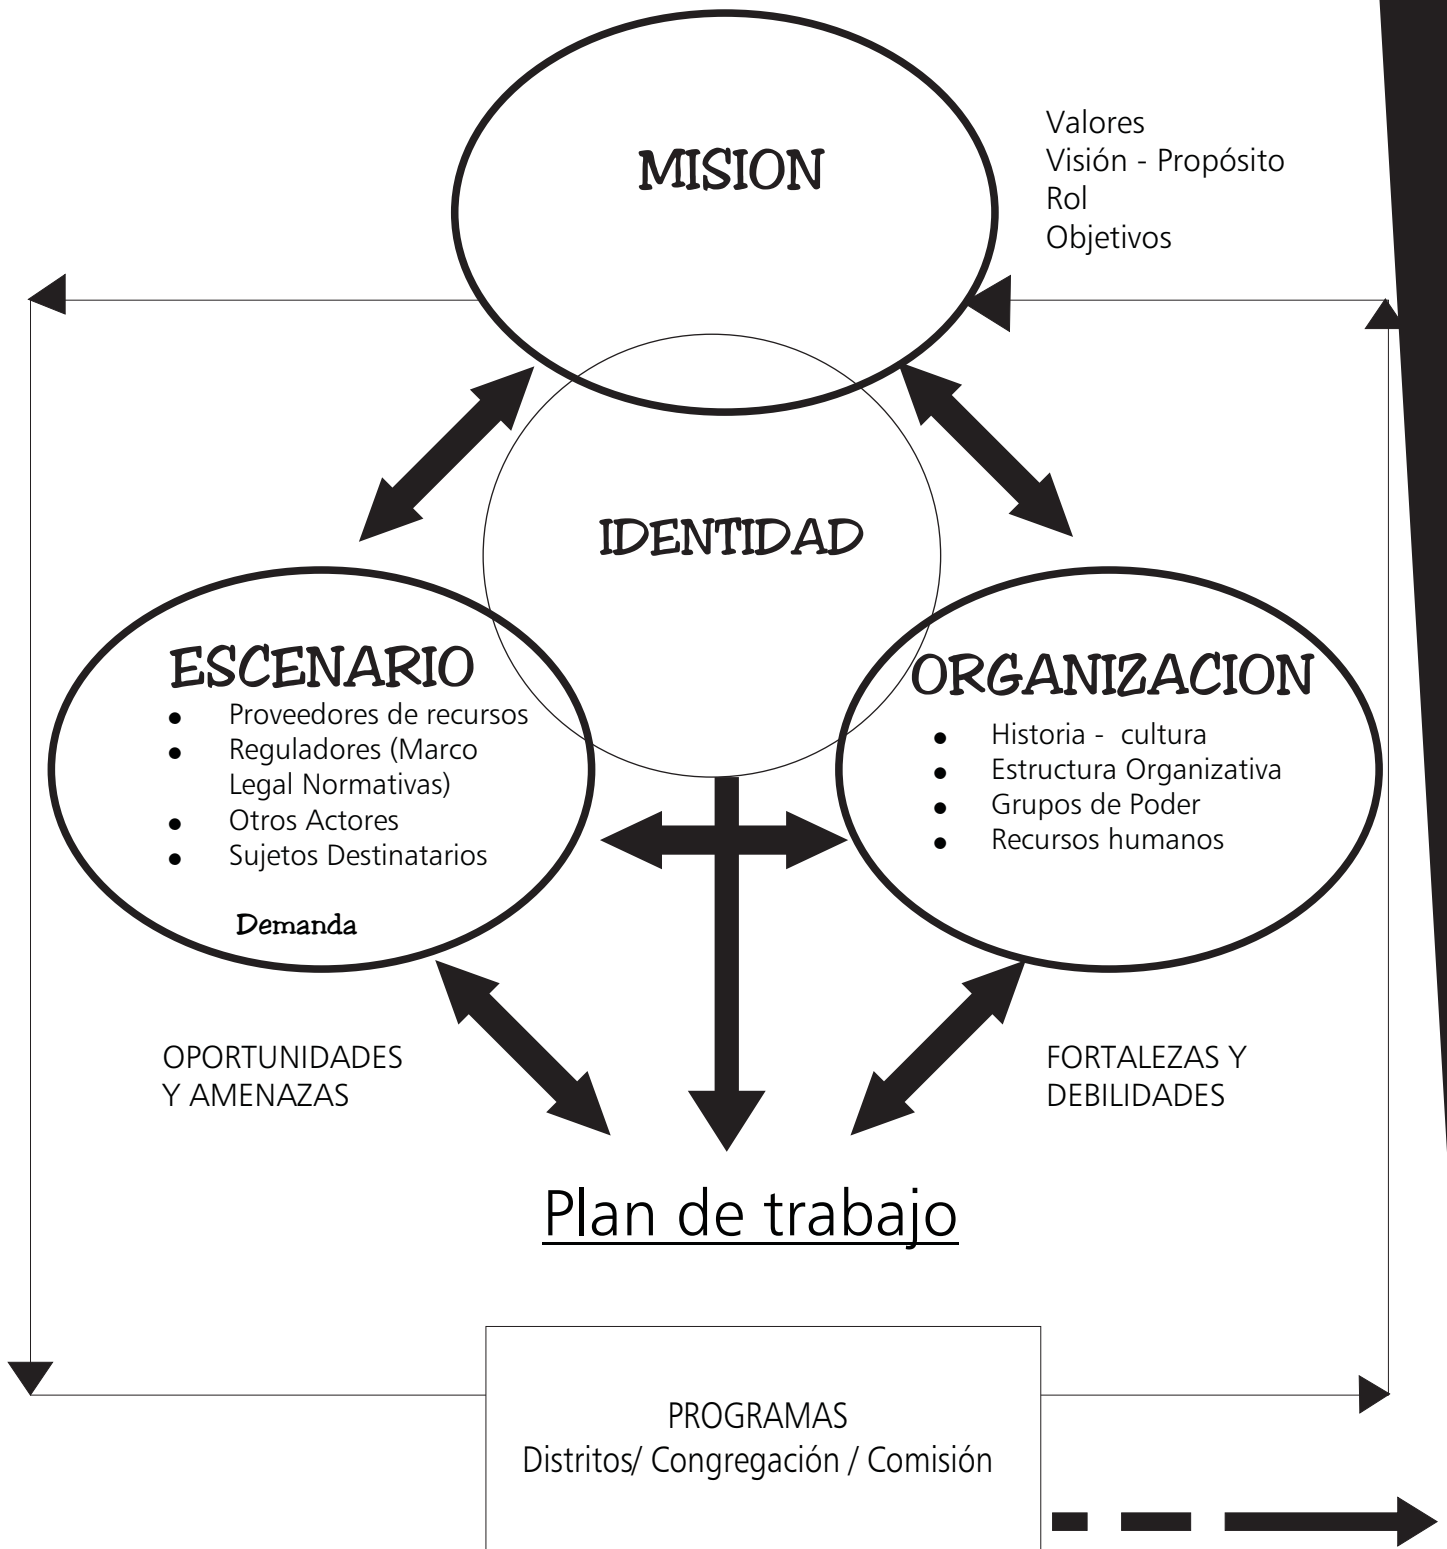 MISION
Valores
Visión - Propósito
Rol
Objetivos
IDENTIDAD
ESCENARIO
● Proveedores de recursos
● Reguladores (Marco
Legal Normativas)
● Otros Actores
● Sujetos Destinatarios
Demanda
ORGANIZACION
● Historia - cultura
● Estructura Organizativa
● Grupos de Poder
● Recursos humanos
OPORTUNIDADES
Y AMENAZAS
FORTALEZAS Y
DEBILIDADES
Plan de trabajo
PROGRAMAS
Distritos/ Congregación / Comisión